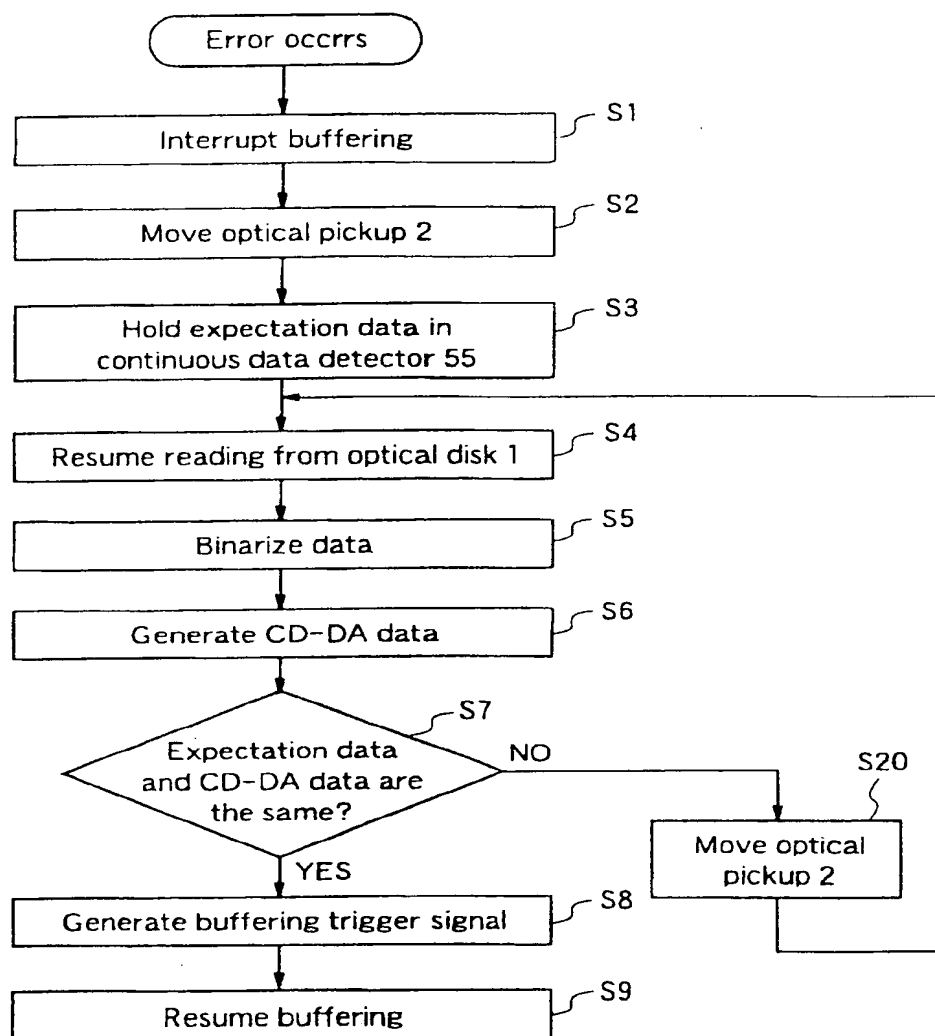 Error occrrs
S1
Interrupt buffering
S2
Move optical pickup 2
S3
Hold expectation data in
continuous data detector 55
S4
Resume reading from optical disk 1
S5
Binarize data
S6
Generate CD-DA data
S7
Expectation data
and CD-DA data are
the same?
NO
S20
Move optical
pickup 2
YES
S8
Generate buffering trigger signal
S9
Resume buffering